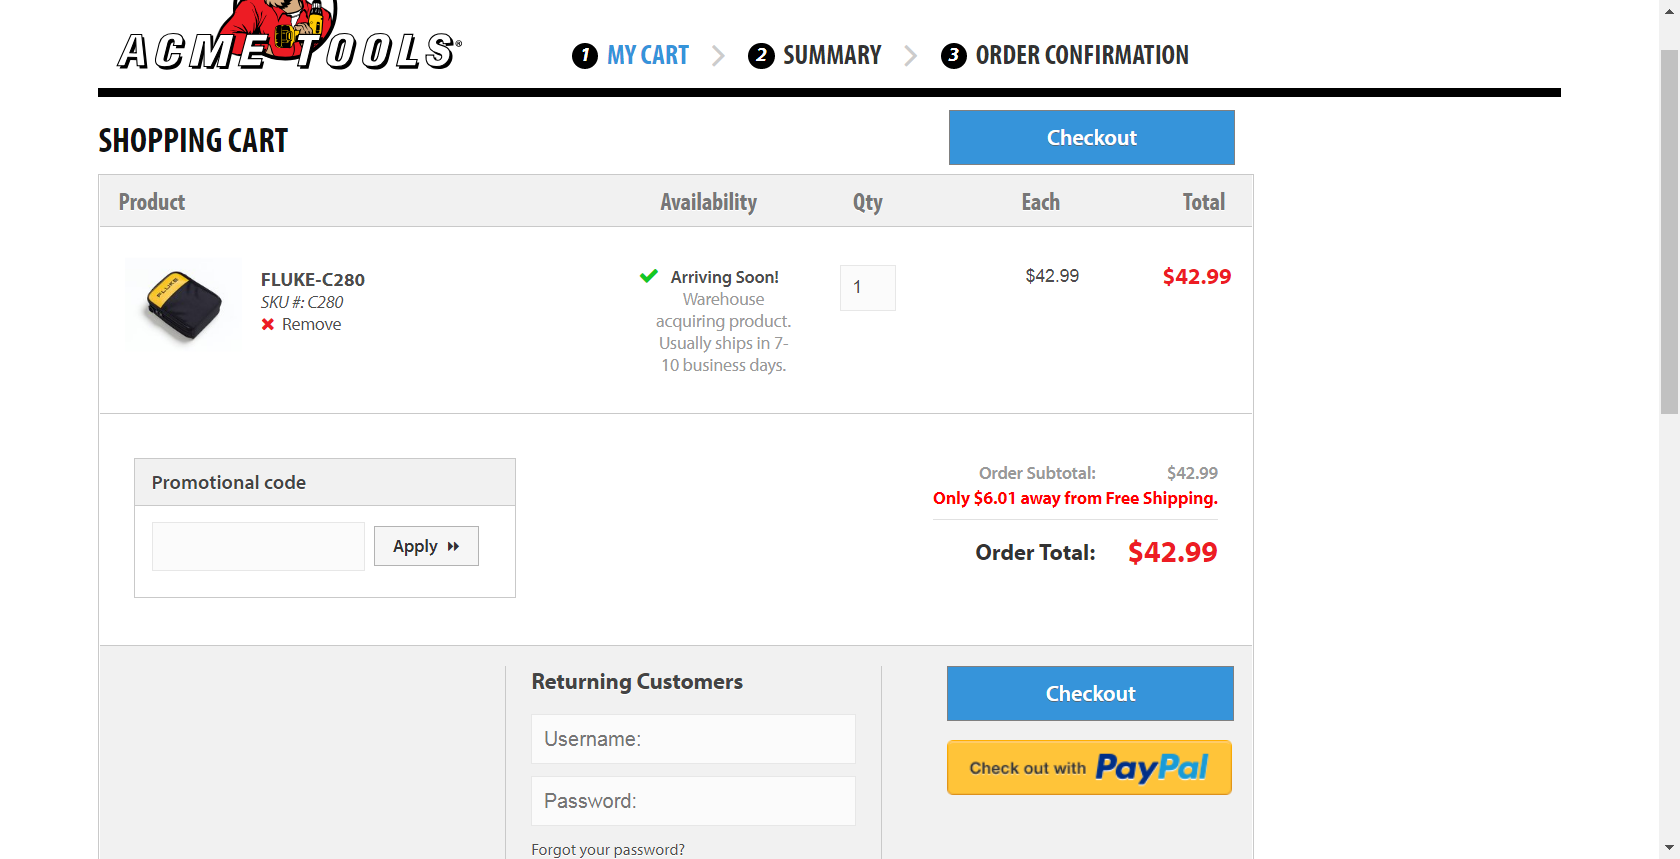 ACME TOOLS®
1 MY CART 2 SUMMARY 3 ORDER CONFIRMATION
SHOPPING CART
Checkout
Product Availability Qty Each Total
FLUKE
FLUKE-C280
SKU #: C280
Remove
Arriving Soon!
Warehouse
acquiring product.
Usually ships in 7-
10 business days.
1
$42.99
$42.99
Promotional code
Apply
Order Subtotal: $42.99
Only $6.01 away from Free Shipping.
Order Total: $42.99
Returning Customers
Username:
Password:
Forgot your password?
Checkout
Check out with PayPal